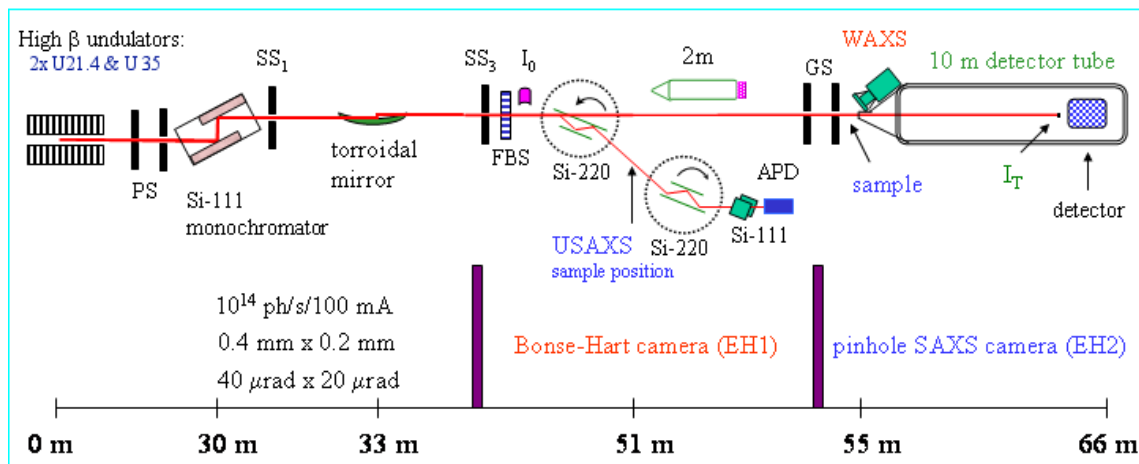 High β undulators:
2x U21.4 & U 35
PS
Si-111
monochromator
SS₁
torroidal
mirror
SS₃
I₀
FBS
Si-220
2m
USAXS
sample position
Si-220
APD
Si-111
GS
WAXS
10 m detector tube
sample
I_T
detector
10¹⁴ ph/s/100 mA
0.4 mm x 0.2 mm
40 μrad x 20 μrad
Bonse-Hart camera (EH1)
pinhole SAXS camera (EH2)
0 m
30 m
33 m
51 m
55 m
66 m